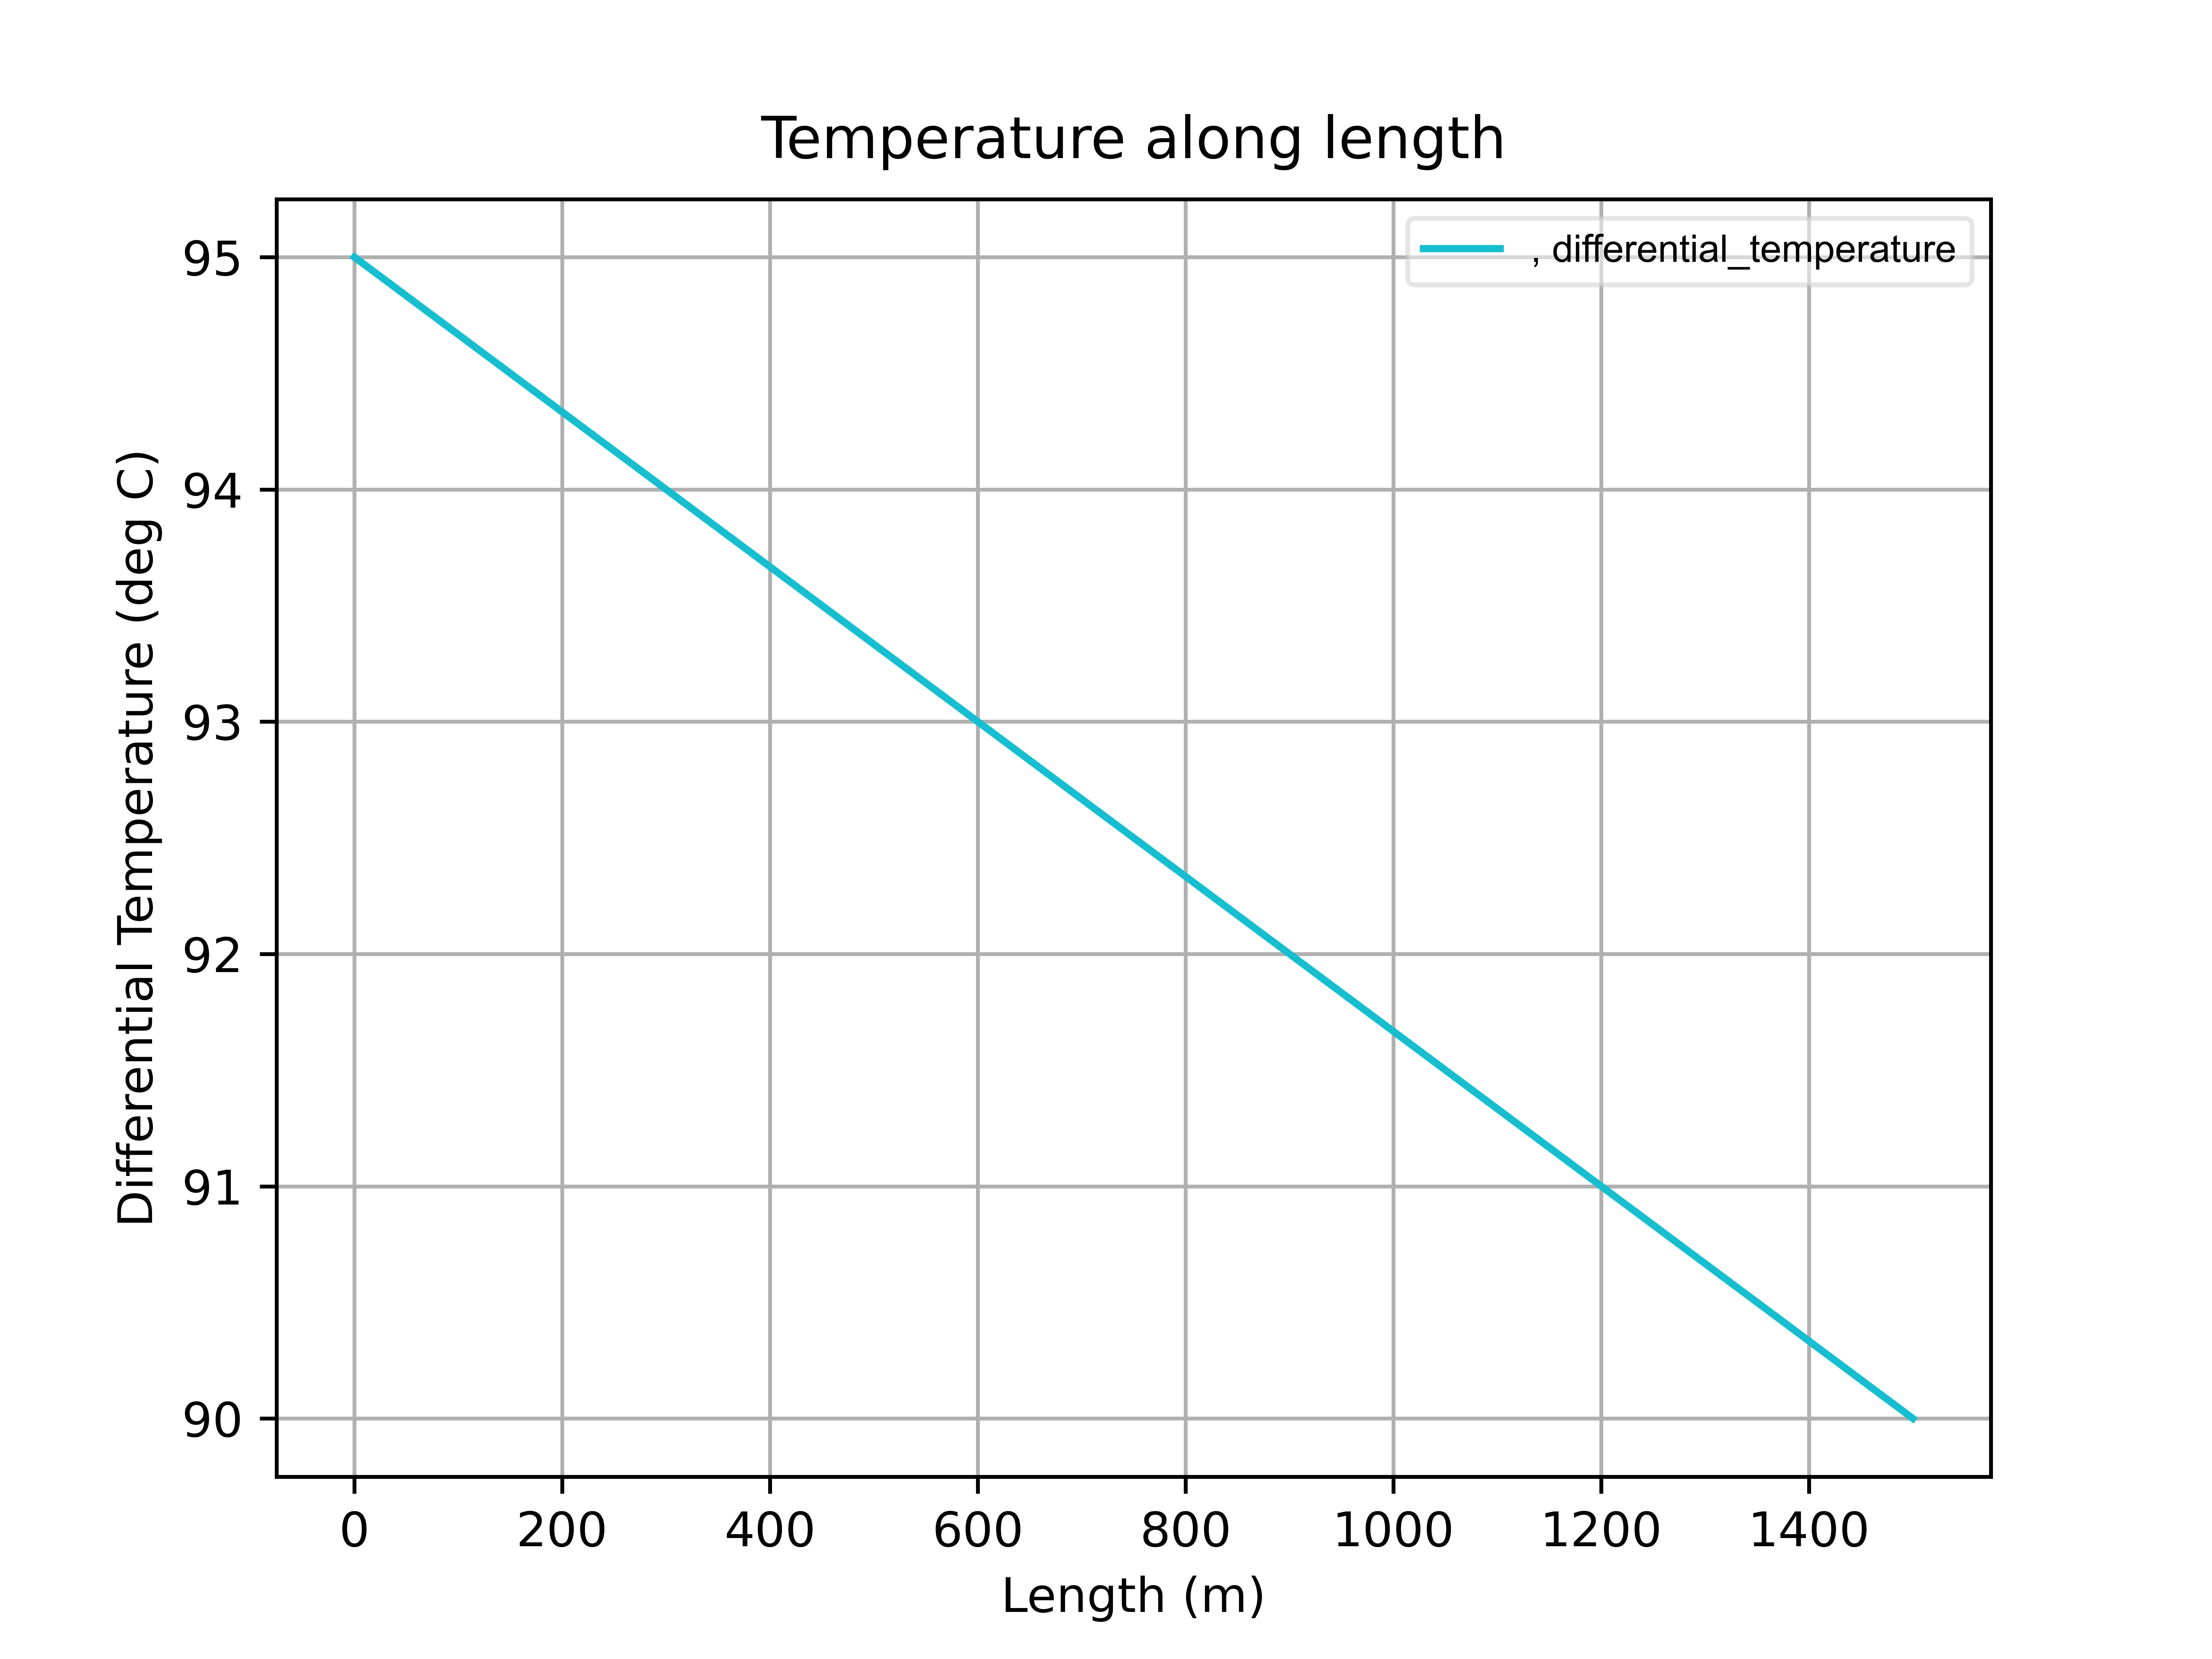 Temperature along length
, differential_temperature
Differential Temperature (deg C)
95
94
93
92
91
90
0 200 400 600 800 1000 1200 1400
Length (m)